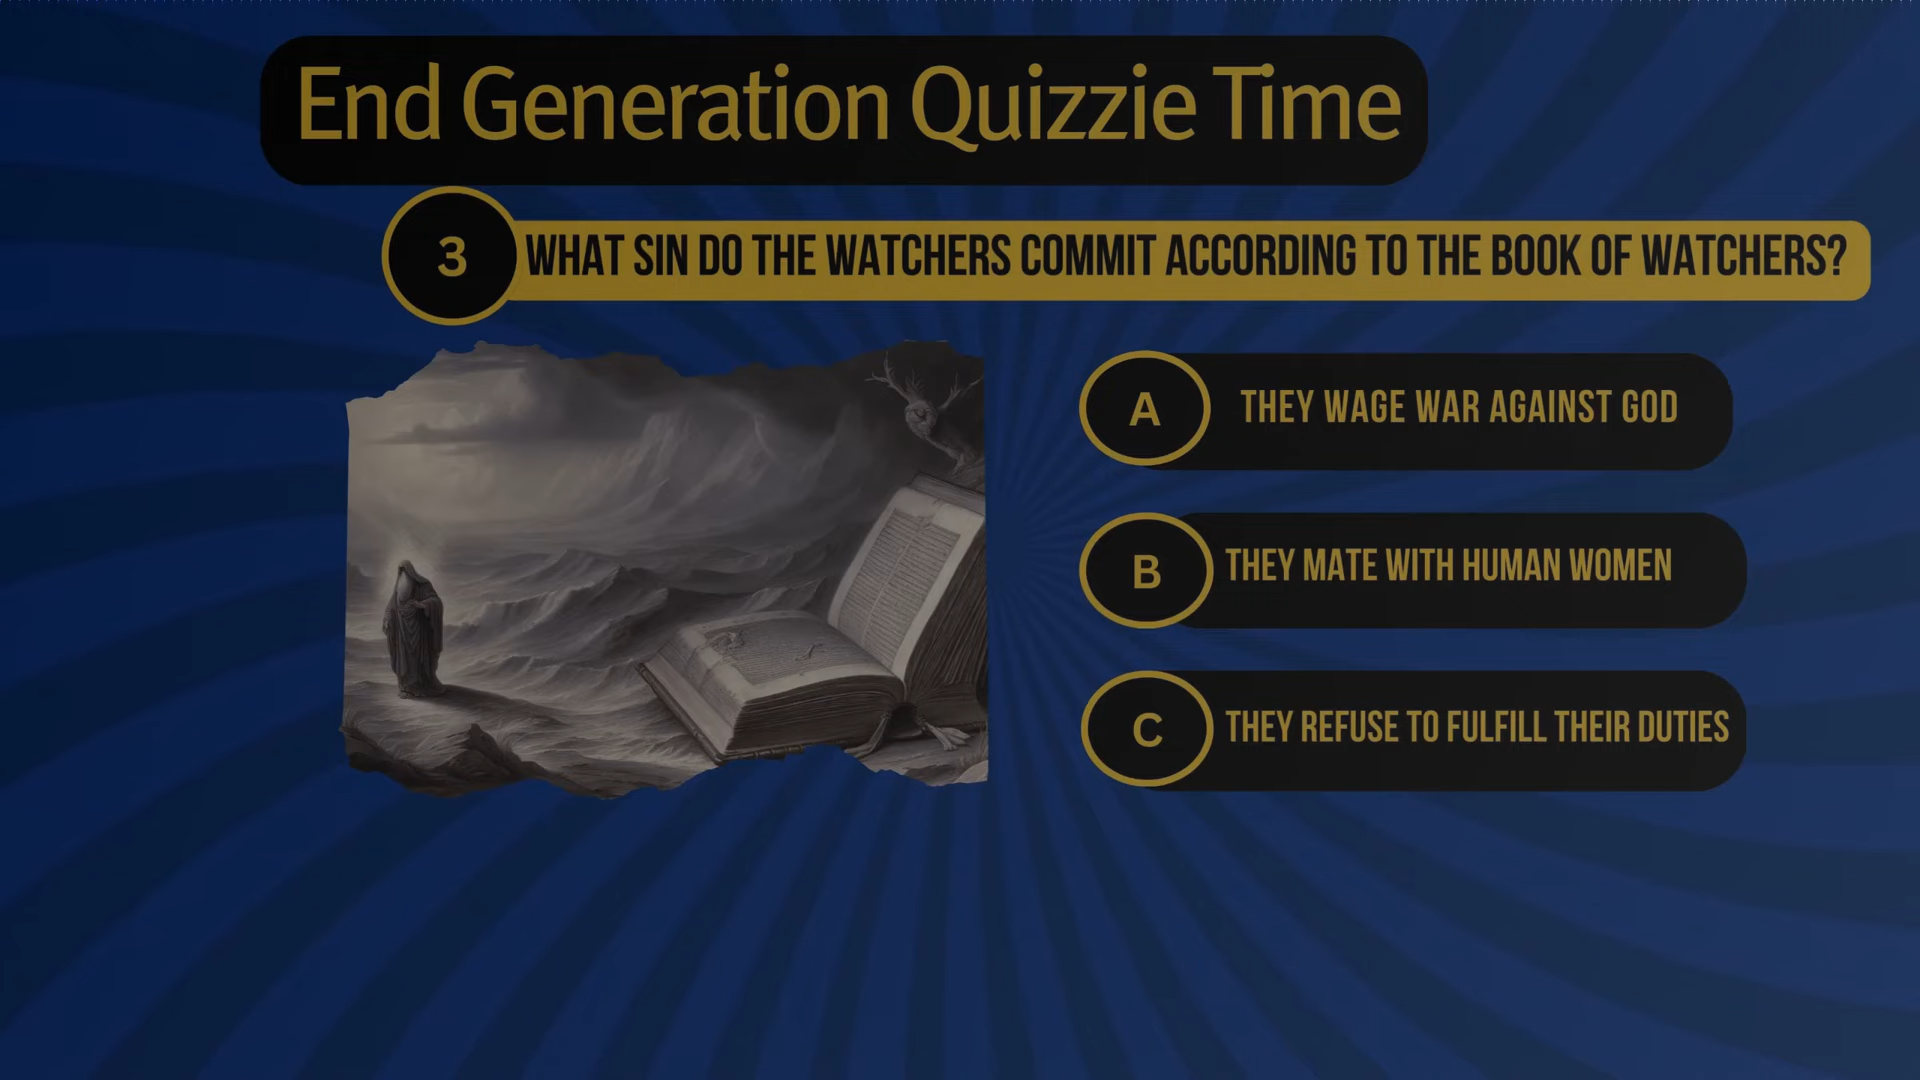 End Generation Quizzie Time
3 WHAT SIN DO THE WATCHERS COMMIT ACCORDING TO THE BOOK OF WATCHERS?
A THEY WAGE WAR AGAINST GOD
B THEY MATE WITH HUMAN WOMEN
C THEY REFUSE TO FULFILL THEIR DUTIES